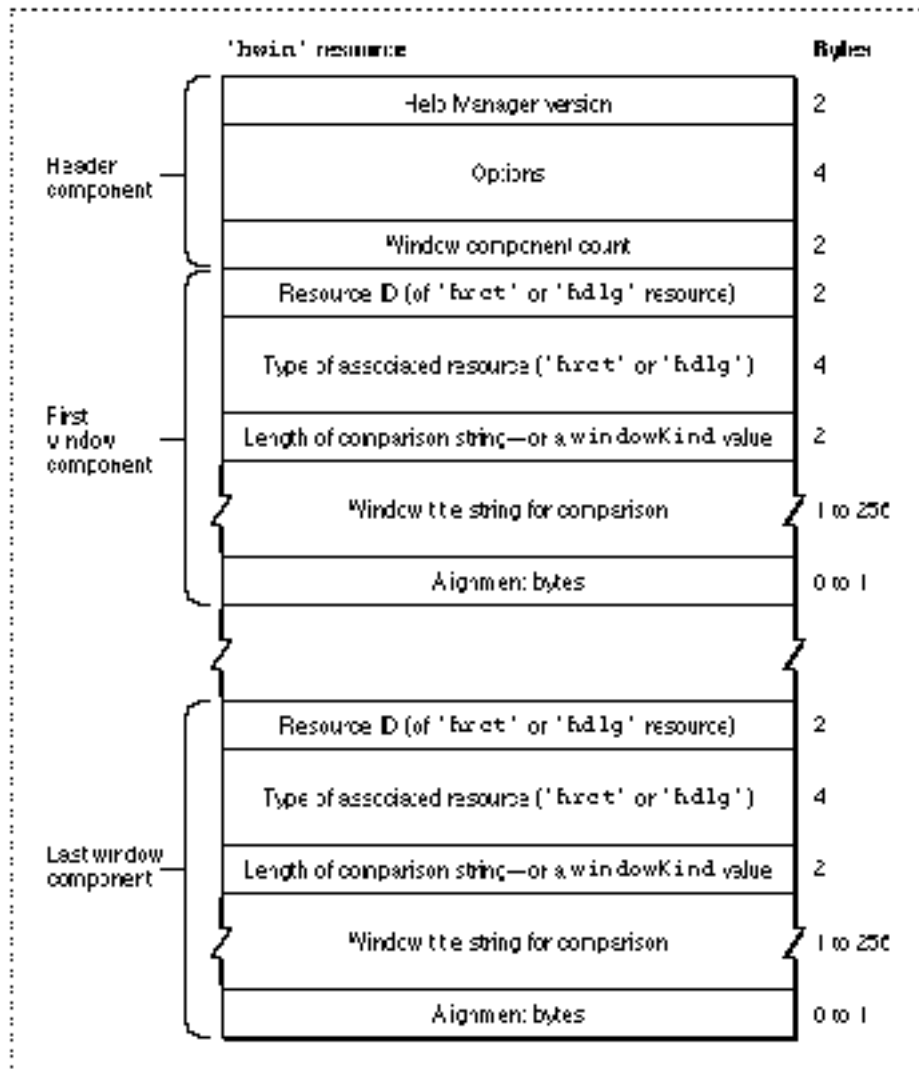 'hwin' resource Bytes
Help Manager version 2
Header
component
Options 4
Window component count 2
Resource ID (of 'hrct' or 'hdlg' resource) 2
Type of associated resource ('hrct' or 'hdlg') 4
First
window
component
Length of comparison string—or a windowKind value 2
Window title string for comparison 1 to 256
Alignment bytes 0 to 1
Resource ID (of 'hrct' or 'hdlg' resource) 2
Type of associated resource ('hrct' or 'hdlg') 4
Last window
component
Length of comparison string—or a windowKind value 2
Window title string for comparison 1 to 256
Alignment bytes 0 to 1